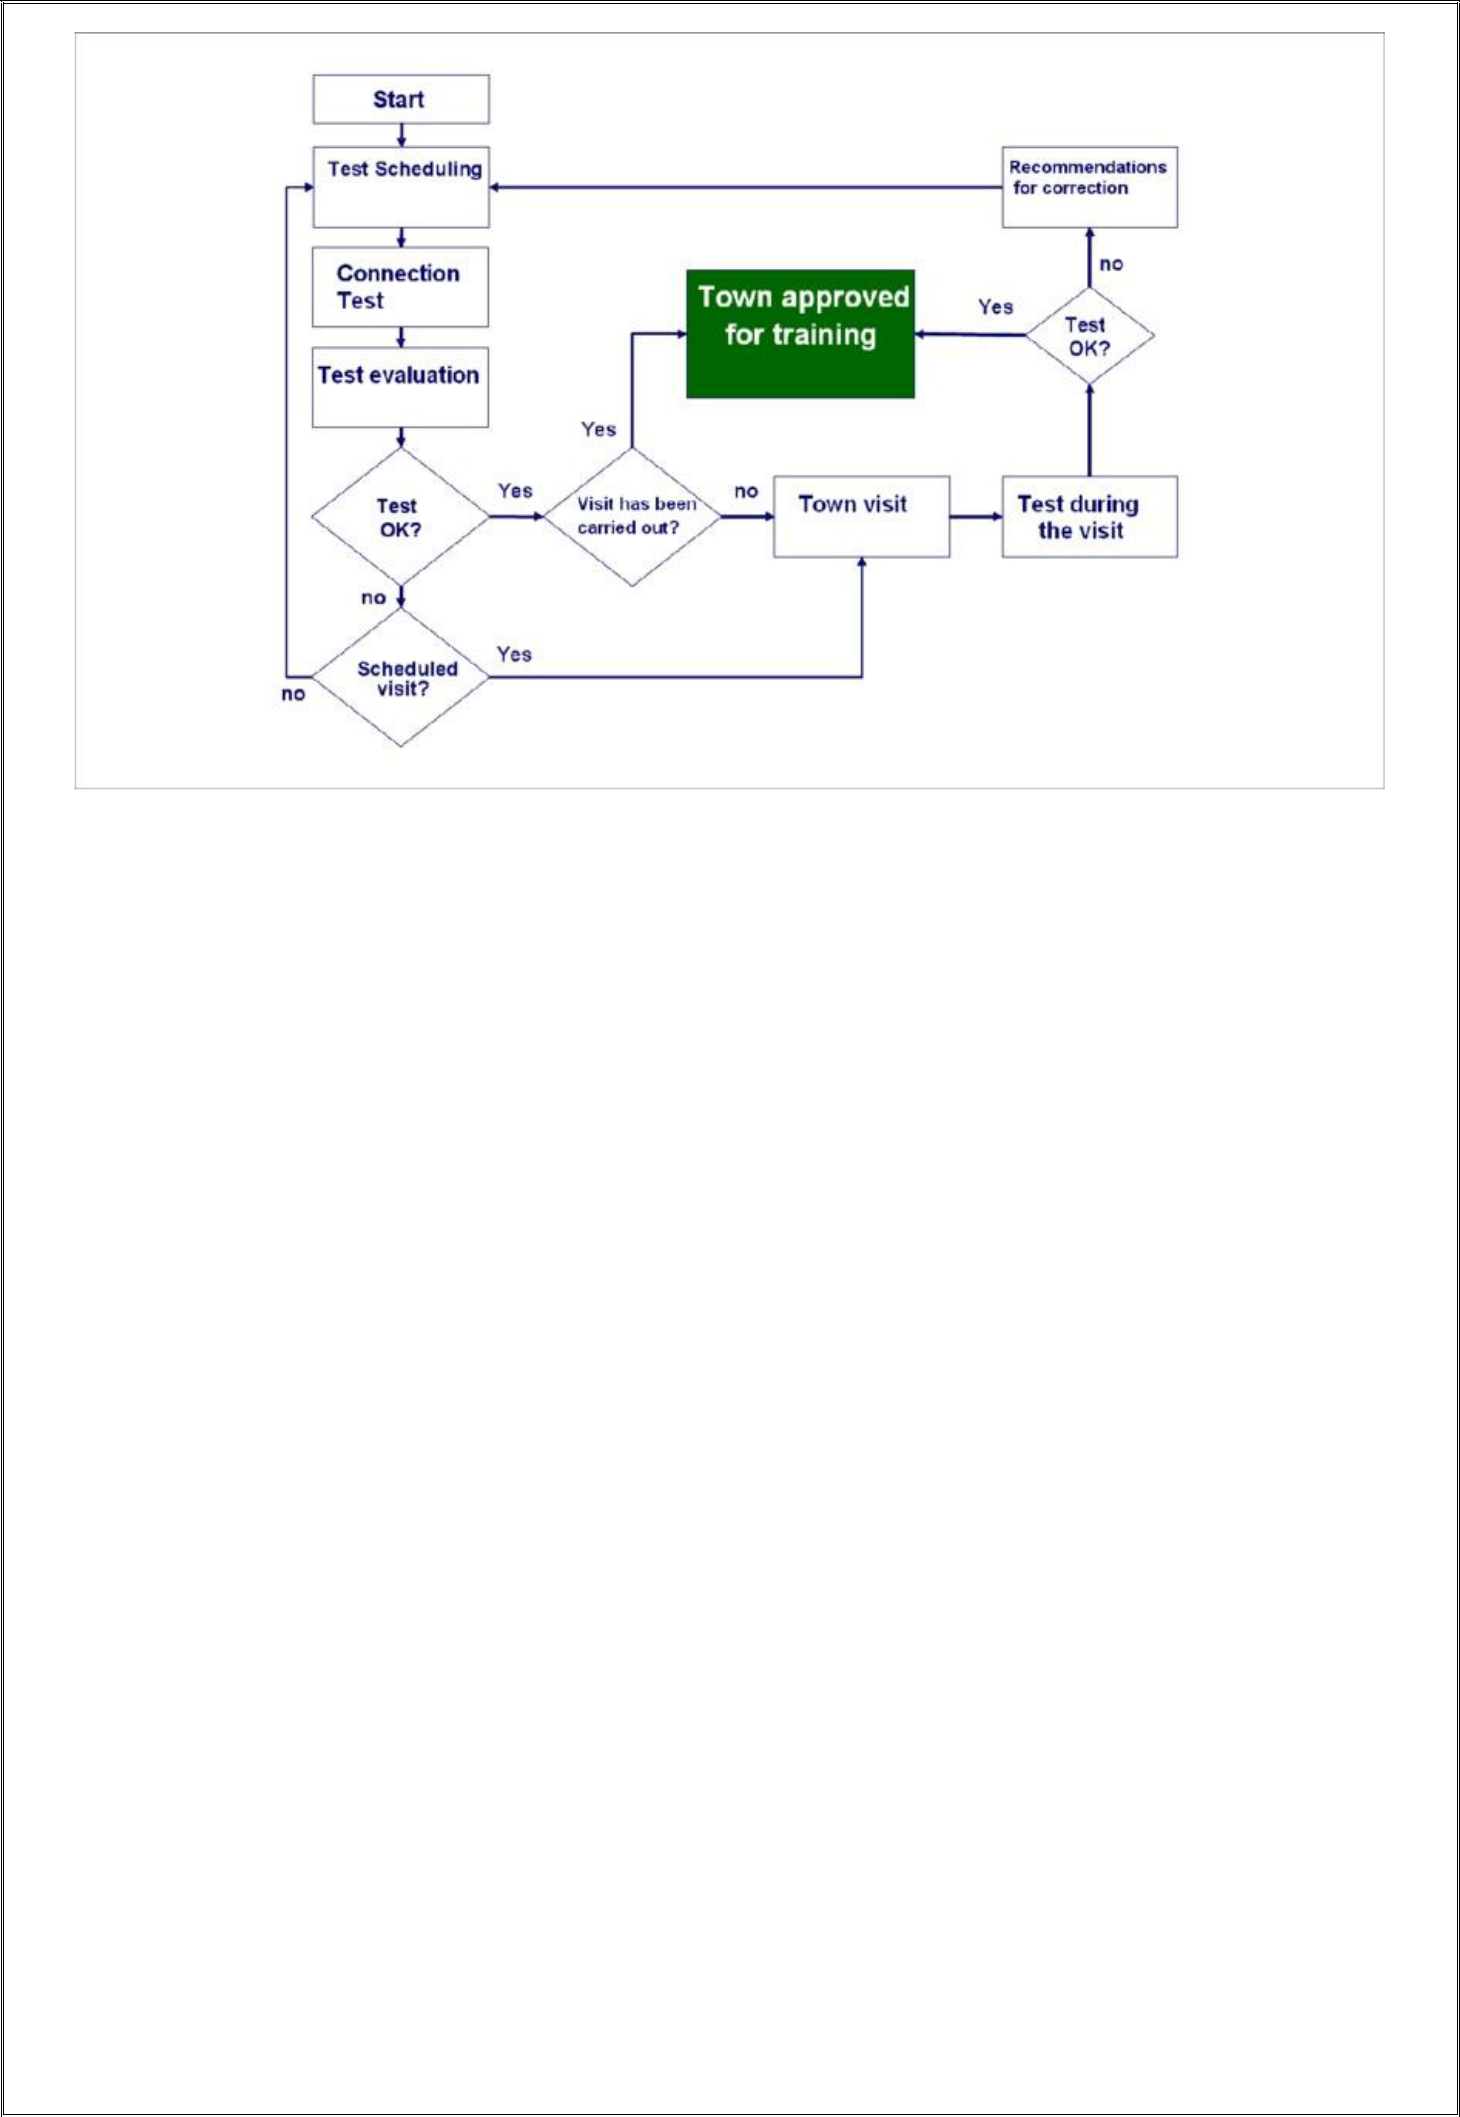 Start
Test Scheduling
Recommendations
for correction
Connection
Test
no
Town approved
for training
Yes
Test
OK?
Test evaluation
Yes
Test
OK?
Yes
Visit has been
carried out?
no
Town visit
Test during
the visit
no
Scheduled
visit?
Yes
no